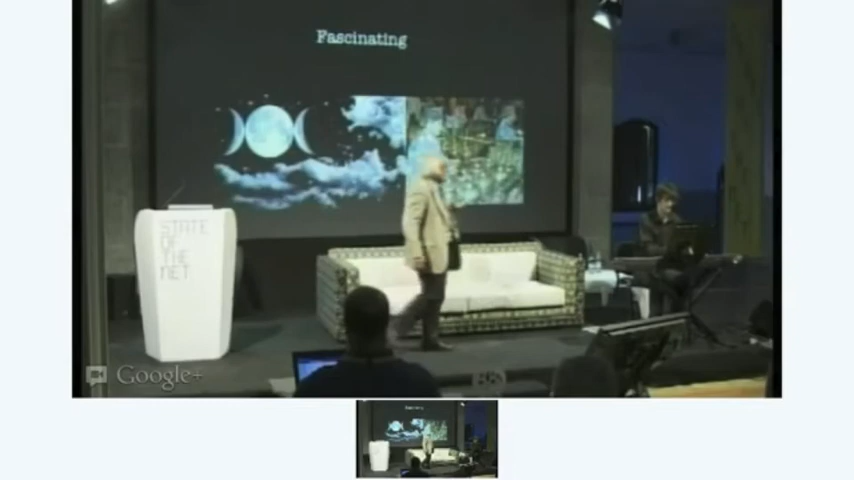 Fascinating
STATE
OF
THE
NET
Google+